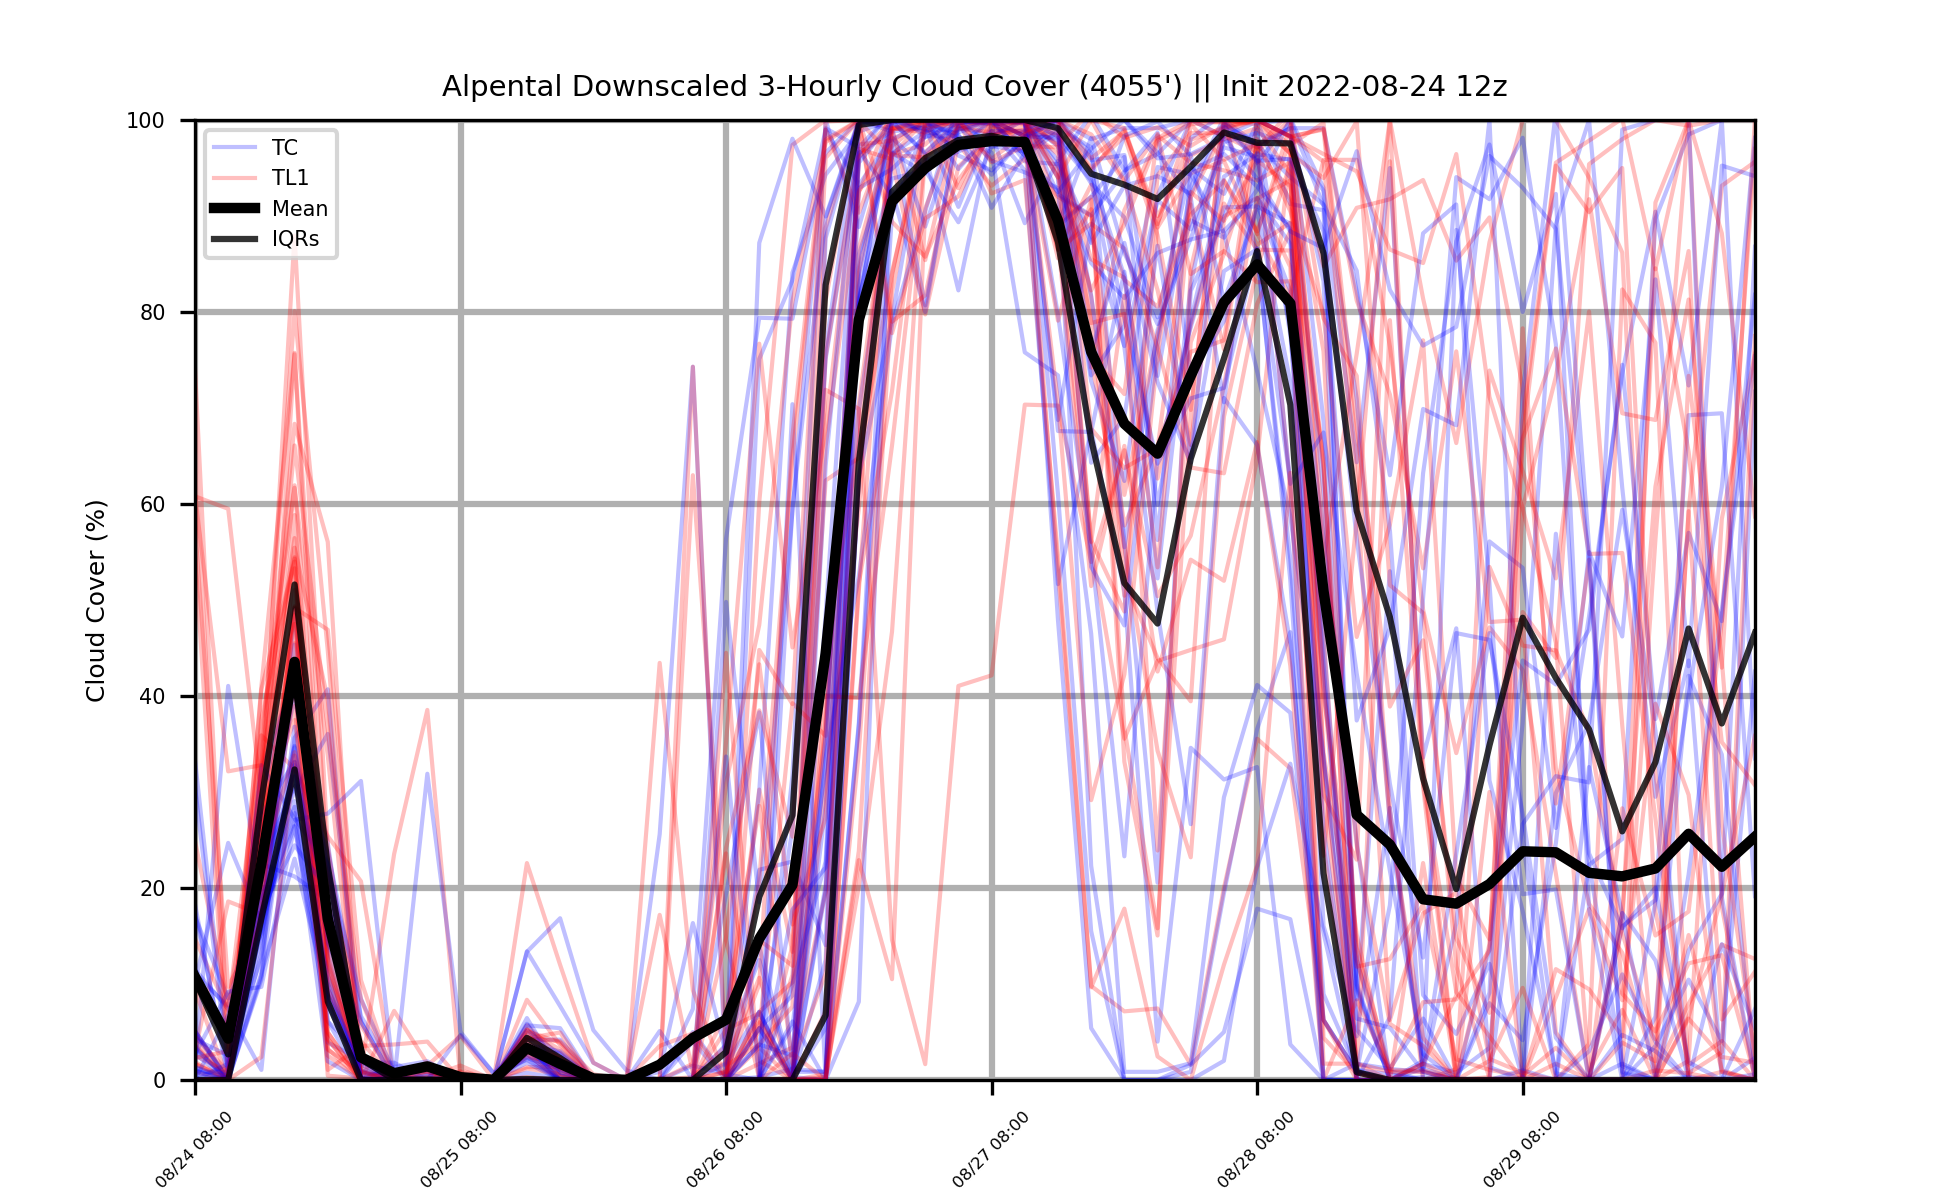 Alpental Downscaled 3-Hourly Cloud Cover (4055') || Init 2022-08-24 12z
Cloud Cover (%)
100
80
60
40
20
0
TC
TL1
Mean
IQRs
08/24 08:00
08/25 08:00
08/26 08:00
08/27 08:00
08/28 08:00
08/29 08:00